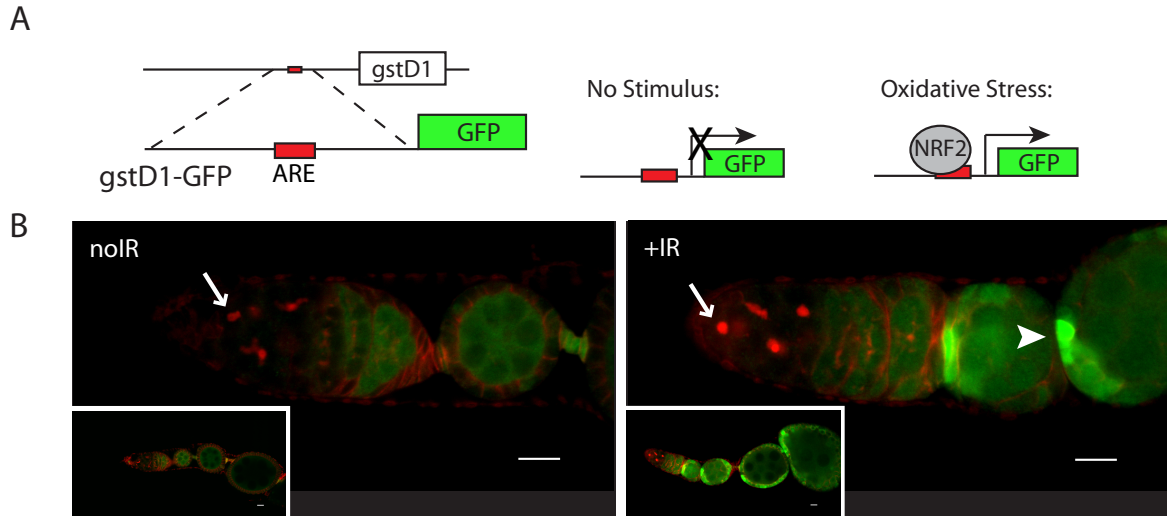 A
gstD1
GFP
gstD1-GFP
ARE
No Stimulus:
X
GFP
Oxidative Stress:
NRF2
GFP
B
noIR
+IR